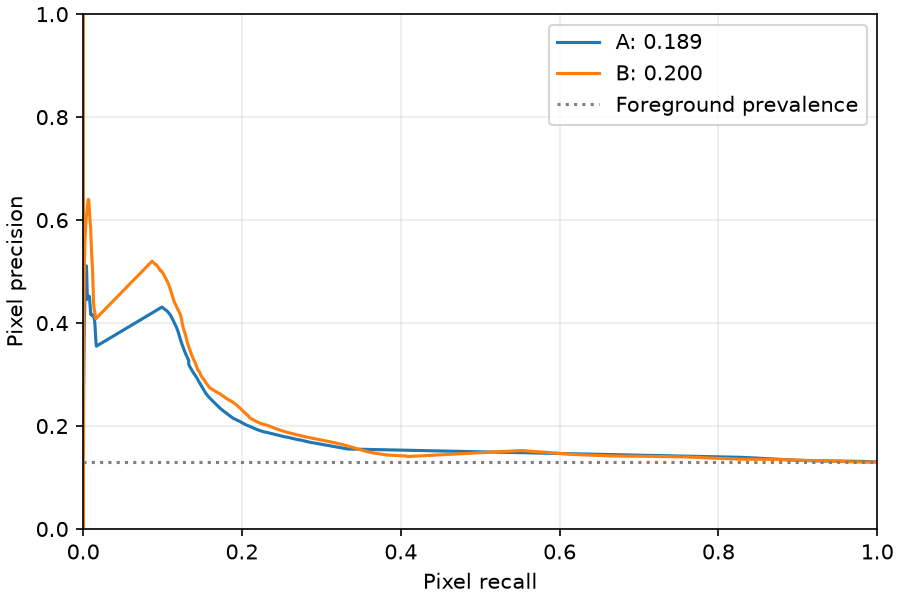 1.0
0.8
0.6
0.4
0.2
0.0
Pixel precision
A: 0.189
B: 0.200
Foreground prevalence
0.0 0.2 0.4 0.6 0.8 1.0
Pixel recall